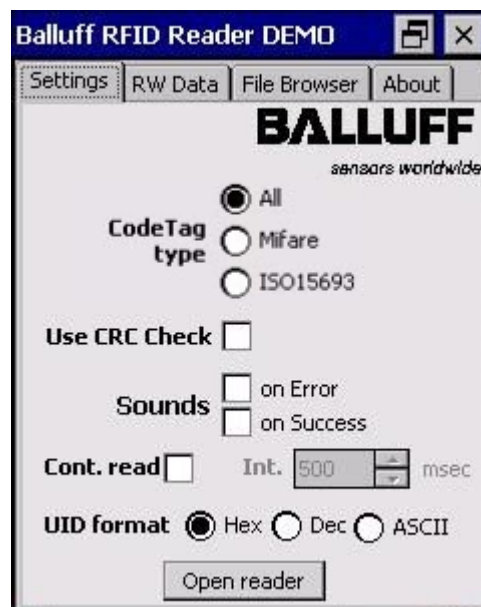 Balluff RFID Reader DEMO
Settings RW Data File Browser About
BALLUFF
sensors worldwide
All
CodeTag type
Mifare
ISO15693
Use CRC Check
Sounds
on Error
on Success
Cont. read Int. 500 msec
UID format Hex Dec ASCII
Open reader